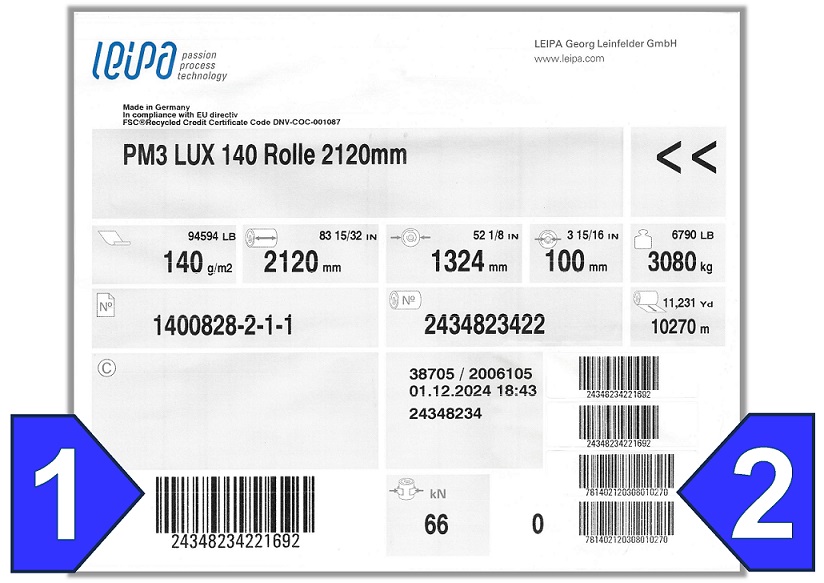 Leipa
passion
process
technology
LEIPA Georg Leinfelder GmbH
www.leipa.com
Made in Germany
In compliance with EU directiv
FSC®Recycled Credit Certificate Code DNV-COC-001087
PM3 LUX 140 Rolle 2120mm
<<
94594 LB
140 g/m2
83 15/32 IN
2120 mm
52 1/8 IN
1324 mm
3 15/16 IN
100 mm
6790 LB
3080 kg
Nº
1400828-2-1-1
Nº
2434823422
11,231 Yd
10270 m
C
38705 / 2006105
01.12.2024 18:43
24348234
24348234221692
24348234221692
781402120308010270
781402120308010270
1
24348234221692
kN
66
0
2